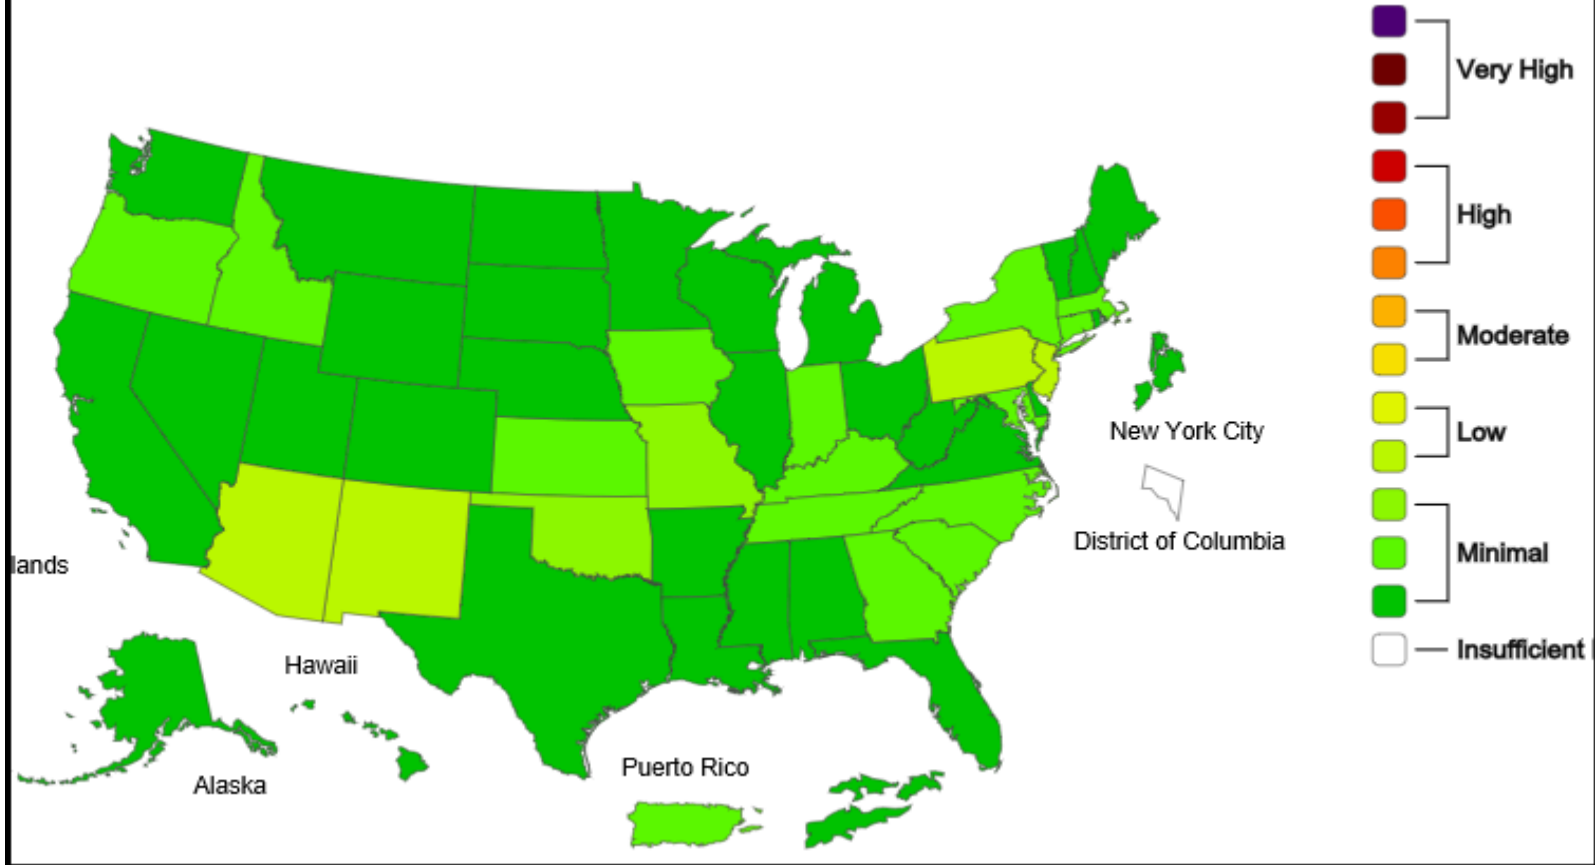 Very High
High
Moderate
Low
Minimal
Insufficient
New York City
District of Columbia
lands
Hawaii
Alaska
Puerto Rico